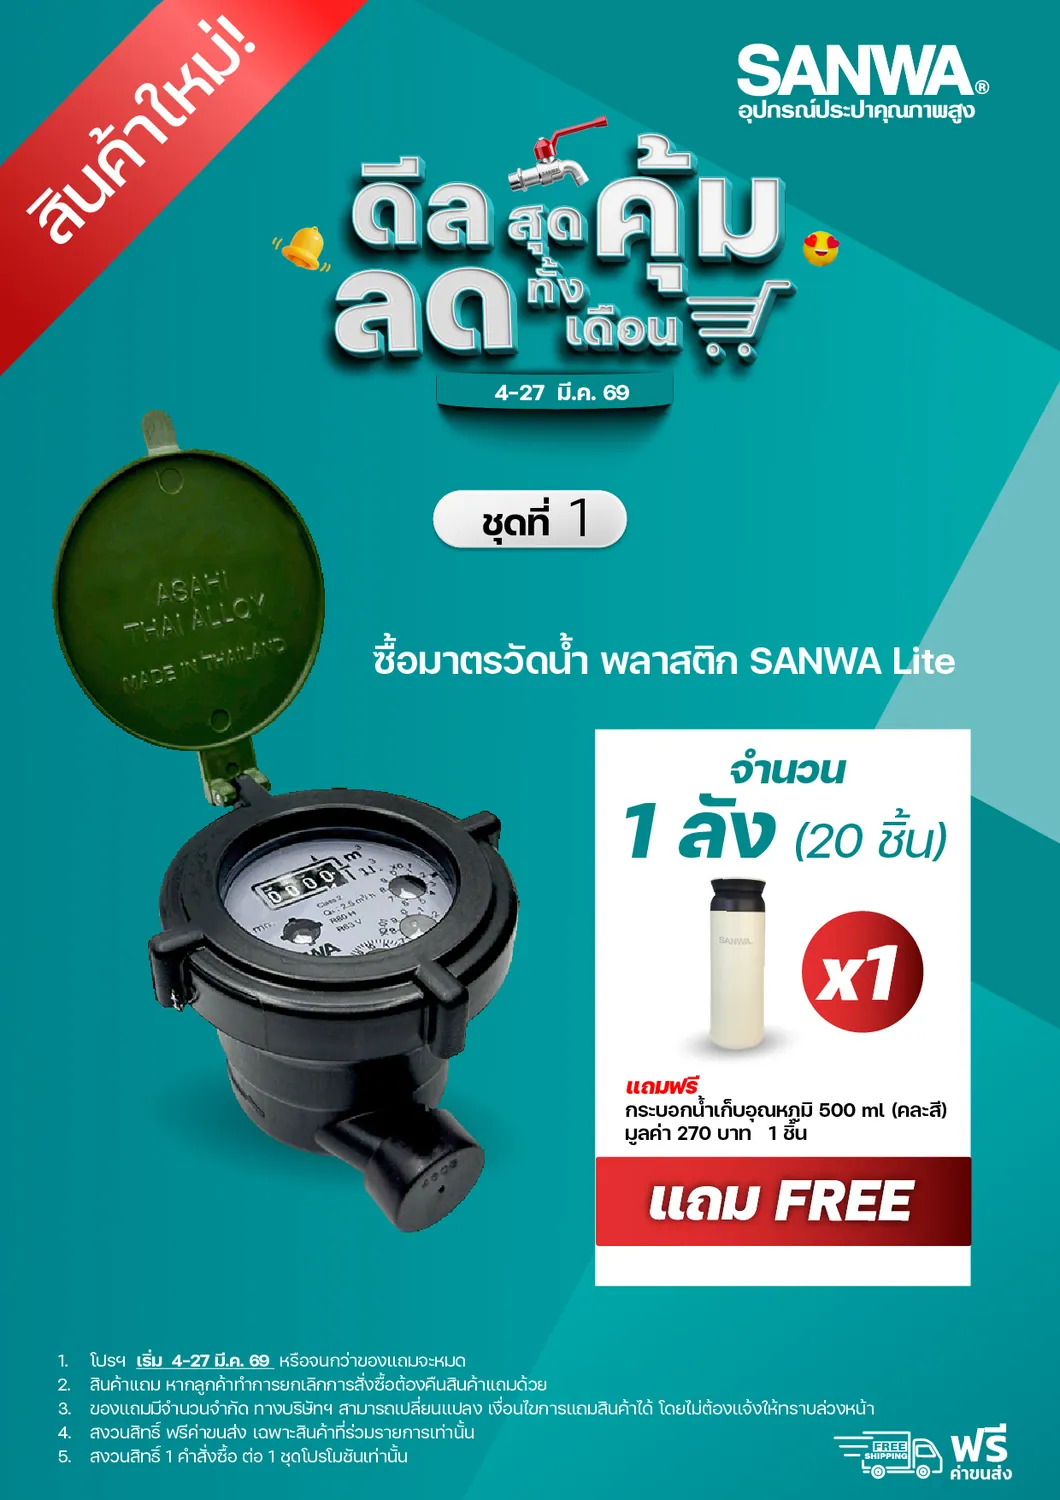 สินค้าใหม่!
SANWA®
อุปกรณ์ประปาคุณภาพสูง
ดีลสุดคุ้ม
ลดทั้งเดือน
4-27 มี.ค. 69
ชุดที่ 1
ASAHI
THAI ALLOY
MADE IN THAILAND
ซื้อมาตรวัดน้ำ พลาสติก SANWA Lite
จำนวน
1 ลัง (20 ชิ้น)
SANWA
x1
m³
Class 2
R80 H
R63 V
แถมฟรี
กระบอกน้ำเก็บอุณหภูมิ 500 ml (คละสี)
มูลค่า 270 บาท 1 ชิ้น
แถม FREE
1. โปรฯ เริ่ม 4-27 มี.ค. 69 หรือจนกว่าของแถมจะหมด
2. สินค้าแถม หากลูกค้าทำการยกเลิกการสั่งซื้อต้องคืนสินค้าแถมด้วย
3. ของแถมมีจำนวนจำกัด ทางบริษัทฯ สามารถเปลี่ยนแปลง เงื่อนไขการแถมสินค้าได้ โดยไม่ต้องแจ้งให้ทราบล่วงหน้า
4. สงวนสิทธิ์ ฟรีค่าขนส่ง เฉพาะสินค้าที่ร่วมรายการเท่านั้น
5. สงวนสิทธิ์ 1 คำสั่งซื้อ ต่อ 1 ชุดโปรโมชันเท่านั้น
FREE
SHIPPING
ฟรี
ค่าขนส่ง